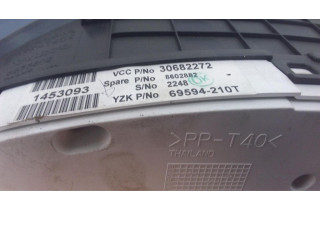 VCC P/No 30682272
Spare P/No 8602882
S/No 2248
1453093 YZK P/No 69594-210T
>PP-T40<
THAILAND